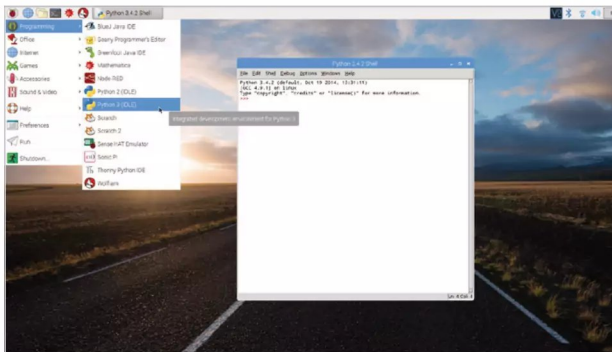 Python 3.4.2 Shell
Programming
Office
Internet
Games
Accessories
Sound & Video
Help
Preferences
Run
Shutdown...
BlueJ Java IDE
Geany Programmer's Editor
Greenfoot Java IDE
Mathematica
Node RED
Python 2 (IDLE)
Python 3 (IDLE)
Scratch
Scratch 2
Sense HAT Emulator
Sonic Pi
Thonny Python IDE
Wolfram
Integrated development environment for Python 3
Python 3.4.2 Shell
File Edit Shell Debug Options Windows Help
Python 3.4.2 (default, Oct 19 2014, 13:31:11)
[GCC 4.9.1] on linux
Type "copyright", "credits" or "license()" for more information.
>>>
Ln: 4 Col: 4